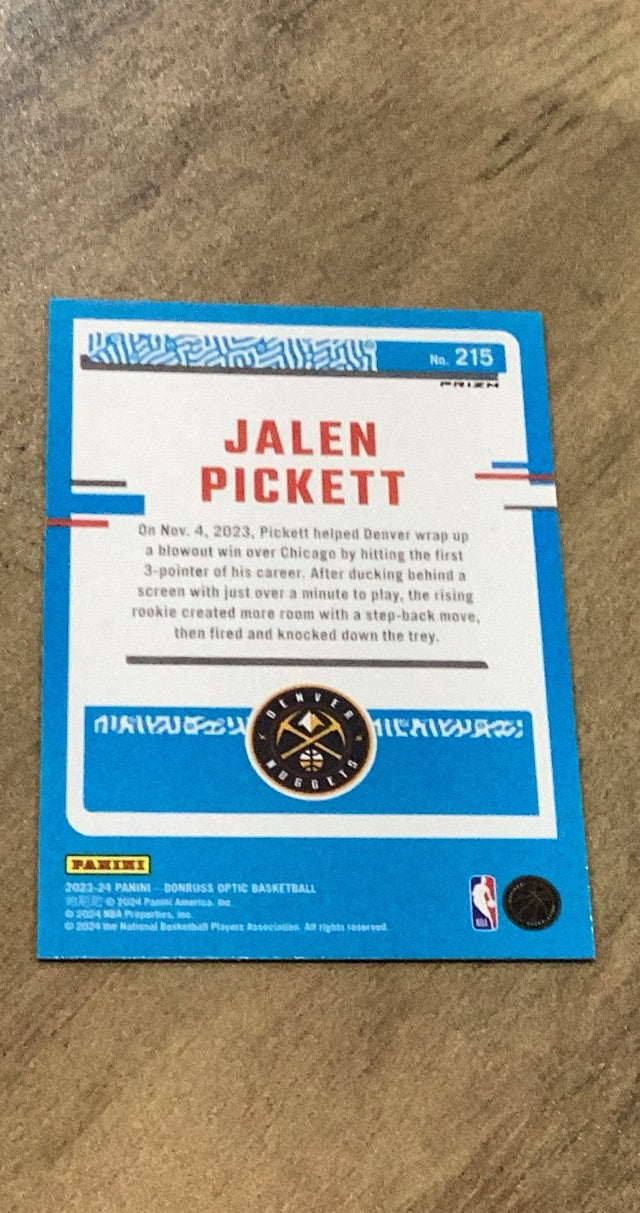 No. 215
PRIZM
JALEN
PICKETT
On Nov. 4, 2023, Pickett helped Denver wrap up
a blowout win over Chicago by hitting the first
3-pointer of his career. After ducking behind a
screen with just over a minute to play, the rising
rookie created more room with a step-back move,
then fired and knocked down the trey.
DENVER
NUGGETS
PANINI
2023-24 PANINI – DONRUSS OPTIC BASKETBALL
© 2024 Panini America, Inc.
© 2024 NBA Properties, Inc.
© 2024 the National Basketball Players Association. All rights reserved.
NBA